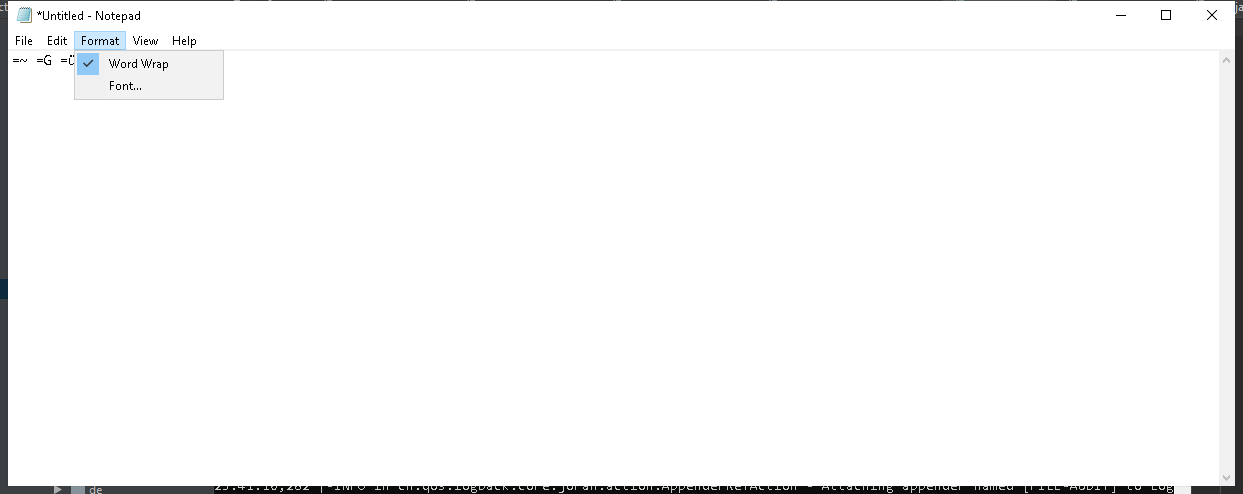 *Untitled - Notepad
File Edit Format View Help
=~ =G
Word Wrap
Font...
de
23:41:10,282 |-INFO in ch.qos.logback.core.joran.action.AppenderRefAction - Attaching appender named [FILE-AUDIT] to Log